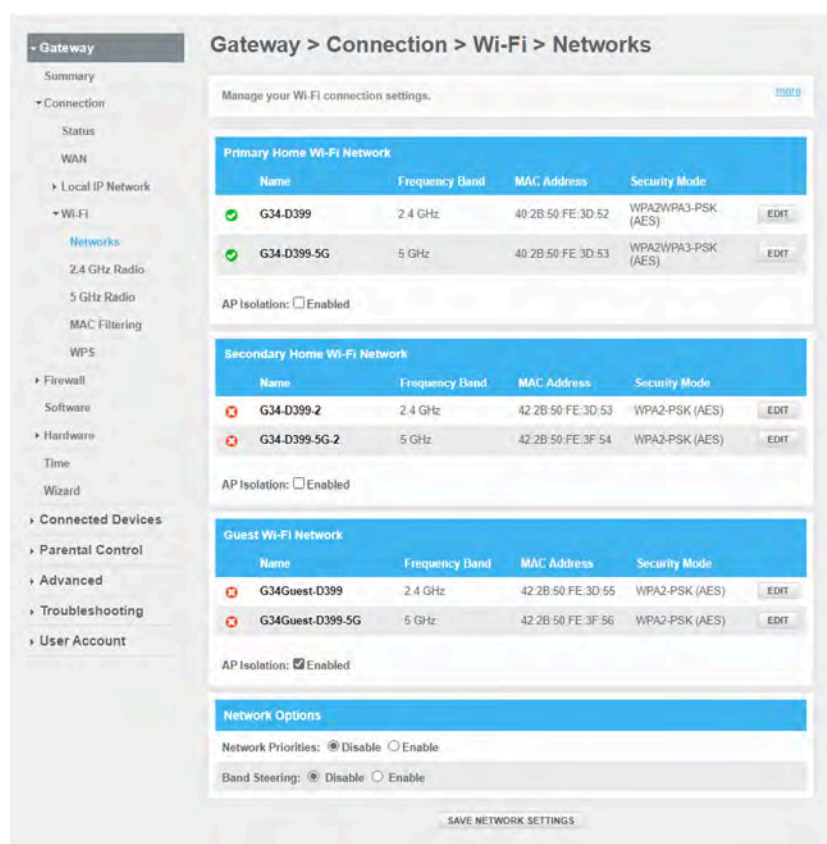 Gateway
Gateway > Connection > Wi-Fi > Networks
Summary
Connection
Status
WAN
Local IP Network
Wi-Fi
Networks
2.4 GHz Radio
5 GHz Radio
MAC Filtering
WPS
Firewall
Software
Hardware
Time
Wizard
Connected Devices
Parental Control
Advanced
Troubleshooting
User Account
Manage your Wi-Fi connection settings. more
Primary Home Wi-Fi Network
Name Frequency Band MAC Address Security Mode
G34-D399 2.4 GHz 40:2B:50:FE:3D:52 WPA2WPA3-PSK (AES) EDIT
G34-D399-5G 5 GHz 40:2B:50:FE:3D:53 WPA2WPA3-PSK (AES) EDIT
AP Isolation: Enabled
Secondary Home Wi-Fi Network
Name Frequency Band MAC Address Security Mode
G34-D399-2 2.4 GHz 42:2B:50:FE:3D:53 WPA2-PSK (AES) EDIT
G34-D399-5G-2 5 GHz 42:2B:50:FE:3F:54 WPA2-PSK (AES) EDIT
AP Isolation: Enabled
Guest Wi-Fi Network
Name Frequency Band MAC Address Security Mode
G34Guest-D399 2.4 GHz 42:2B:50:FE:3D:55 WPA2-PSK (AES) EDIT
G34Guest-D399-5G 5 GHz 42:2B:50:FE:3F:56 WPA2-PSK (AES) EDIT
AP Isolation: Enabled
Network Options
Network Priorities: Disable Enable
Band Steering: Disable Enable
SAVE NETWORK SETTINGS